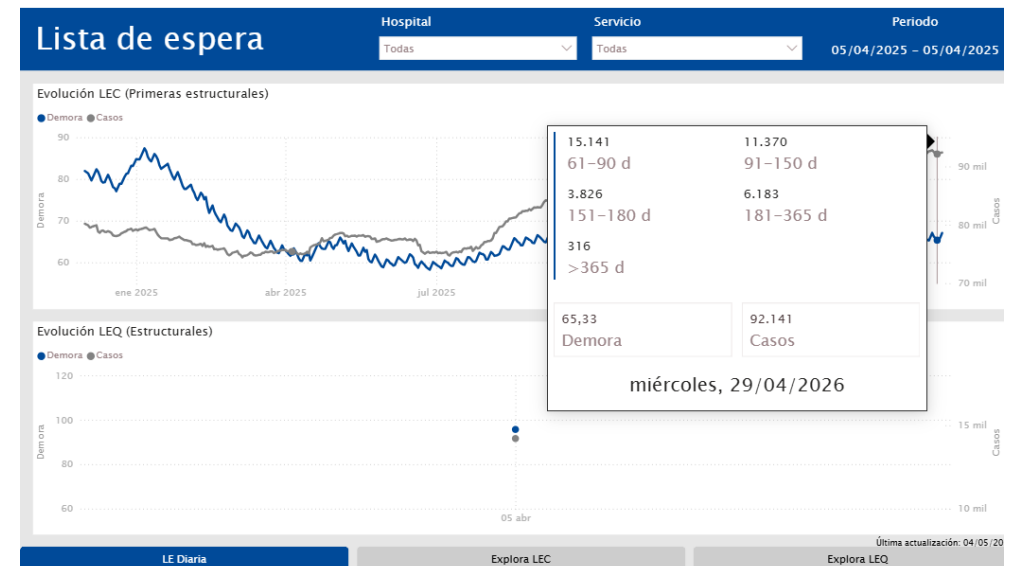 Lista de espera
Hospital
Servicio
Periodo
Todas
Todas
05/04/2025 – 05/04/2025
Evolución LEC (Primeras estructurales)
Demora Casos
90
80
70
60
Demora
ene 2025
abr 2025
jul 2025
90 mil
80 mil
70 mil
Casos
15.141
11.370
61–90 d
91–150 d
3.826
6.183
151–180 d
181–365 d
316
>365 d
65,33
92.141
Demora
Casos
miércoles, 29/04/2026
Evolución LEQ (Estructurales)
Demora Casos
120
100
80
60
Demora
05 abr
15 mil
10 mil
Casos
Última actualización: 04/05/20
LE Diaria
Explora LEC
Explora LEQ